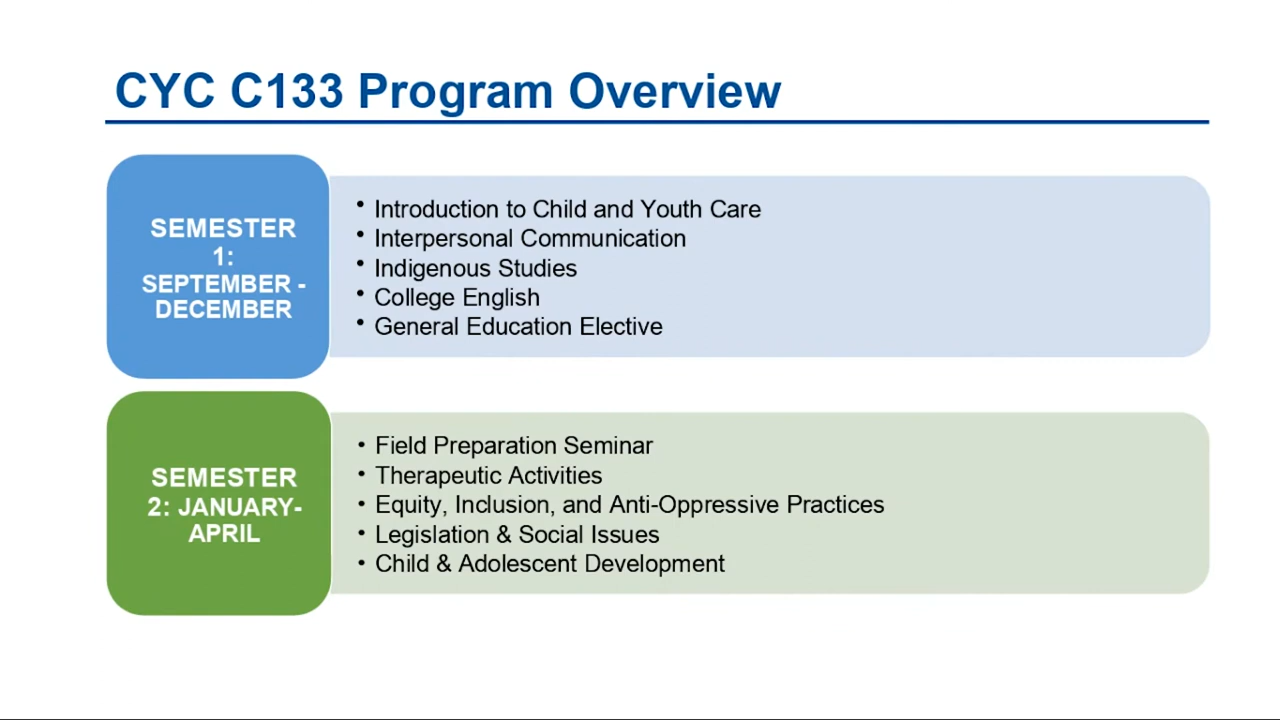 CYC C133 Program Overview
SEMESTER
1:
SEPTEMBER -
DECEMBER
• Introduction to Child and Youth Care
• Interpersonal Communication
• Indigenous Studies
• College English
• General Education Elective
SEMESTER
2: JANUARY-
APRIL
• Field Preparation Seminar
• Therapeutic Activities
• Equity, Inclusion, and Anti-Oppressive Practices
• Legislation & Social Issues
• Child & Adolescent Development